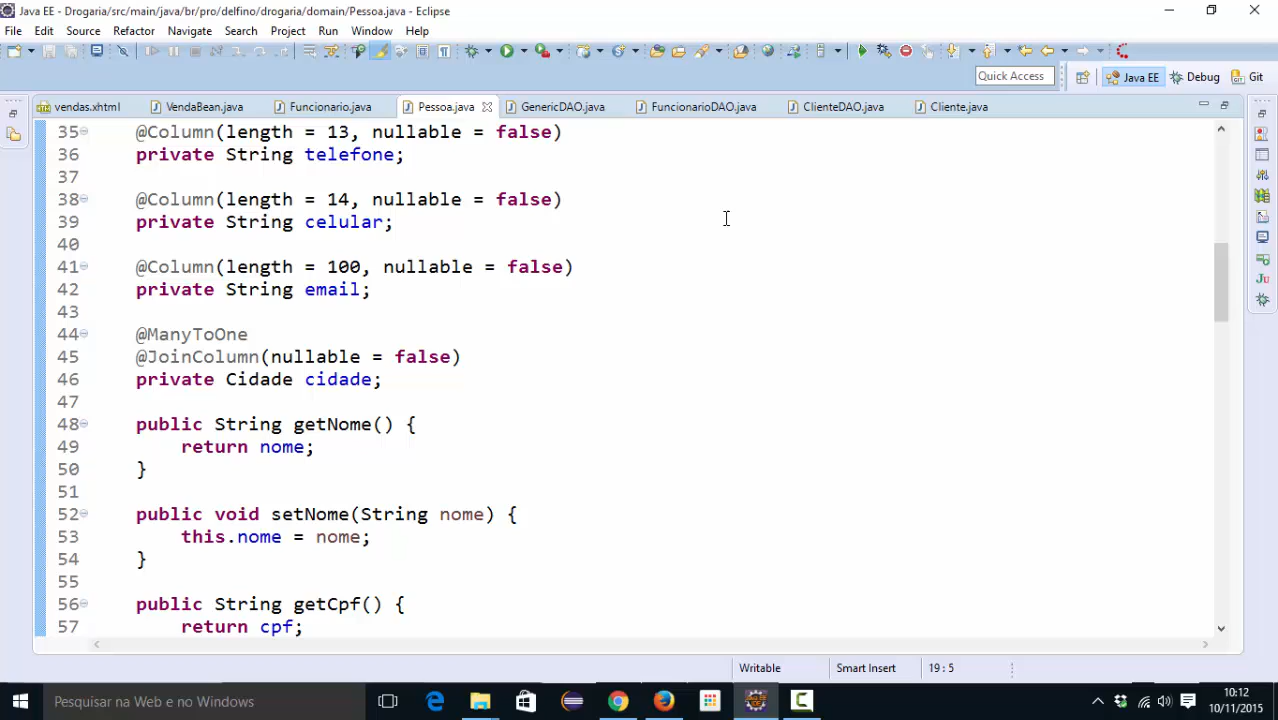 Java EE - Drogaria/src/main/java/br/pro/delfino/drogaria/domain/Pessoa.java - Eclipse
File Edit Source Refactor Navigate Search Project Run Window Help
Quick Access Java EE Debug Git
vendas.xhtml VendaBean.java Funcionario.java Pessoa.java GenericDAO.java FuncionarioDAO.java ClienteDAO.java Cliente.java
35 @Column(length = 13, nullable = false)
36 private String telefone;
37
38 @Column(length = 14, nullable = false)
39 private String celular;
40
41 @Column(length = 100, nullable = false)
42 private String email;
43
44 @ManyToOne
45 @JoinColumn(nullable = false)
46 private Cidade cidade;
47
48 public String getNome() {
49 return nome;
50 }
51
52 public void setNome(String nome) {
53 this.nome = nome;
54 }
55
56 public String getCpf() {
57 return cpf;
Ju
Writable Smart Insert 19 : 5
Pesquisar na Web e no Windows
10:12
10/11/2015